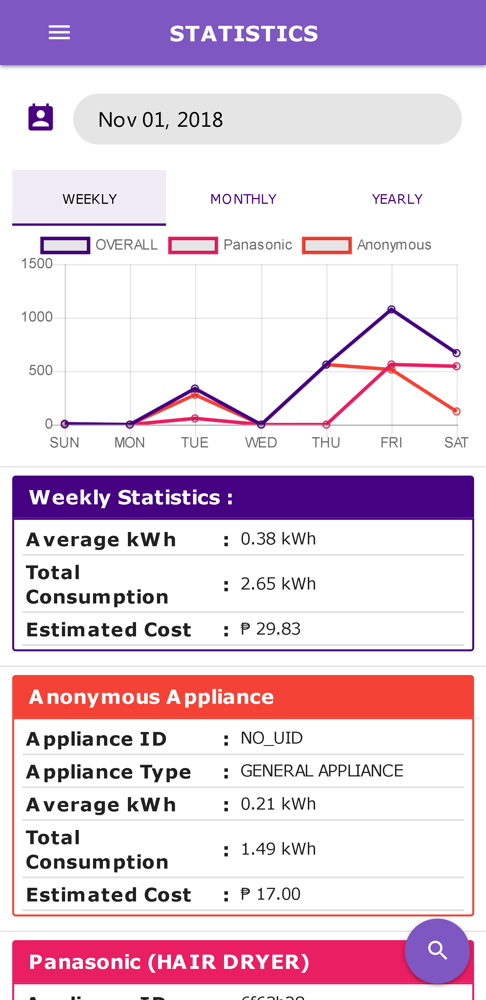 STATISTICS
Nov 01, 2018
WEEKLY MONTHLY YEARLY
OVERALL Panasonic Anonymous
1500
1000
500
0
SUN MON TUE WED THU FRI SAT
Weekly Statistics :
Average kWh : 0.38 kWh
Total Consumption : 2.65 kWh
Estimated Cost : ₱ 29.83
Anonymous Appliance
Appliance ID : NO_UID
Appliance Type : GENERAL APPLIANCE
Average kWh : 0.21 kWh
Total Consumption : 1.49 kWh
Estimated Cost : ₱ 17.00
Panasonic (HAIR DRYER)